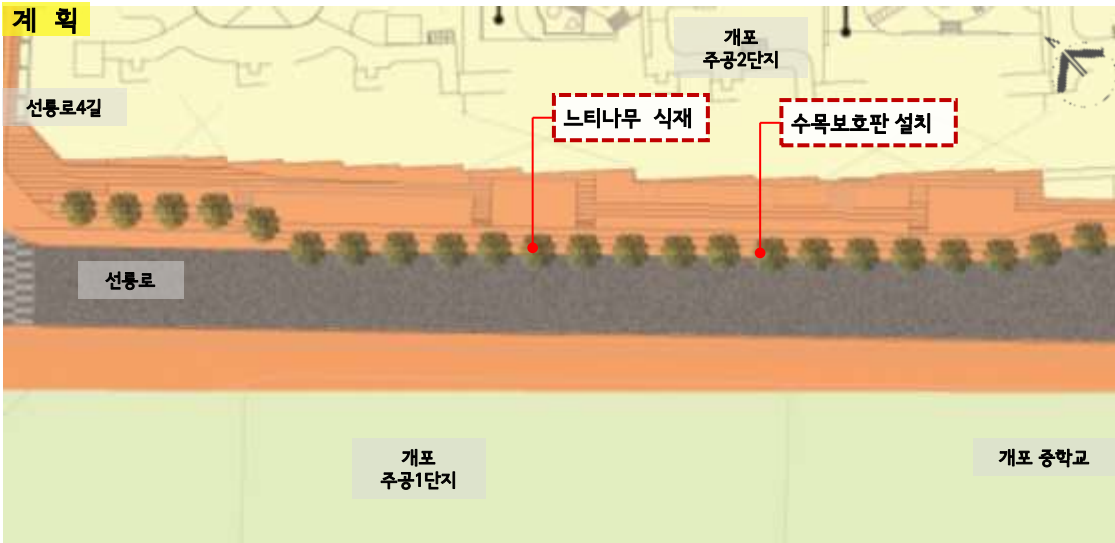 계 획
개포
주공2단지
선릉로4길
느티나무 식재
수목보호판 설치
선릉로
개포
주공1단지
개포 중학교